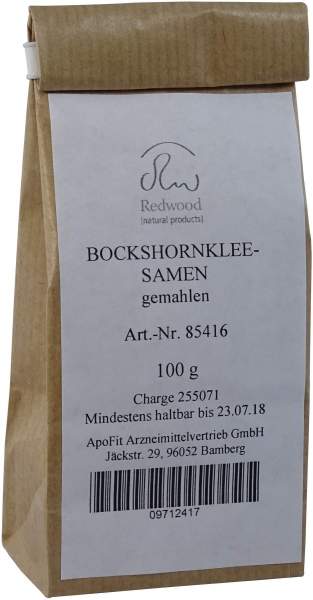 Redwood
[natural products]
BOCKSHORNKLEE-
SAMEN
gemahlen
Art.-Nr. 85416
100 g
Charge 255071
Mindestens haltbar bis 23.07.18
ApoFit Arzneimittelvertrieb GmbH
Jäckstr. 29, 96052 Bamberg
09712417